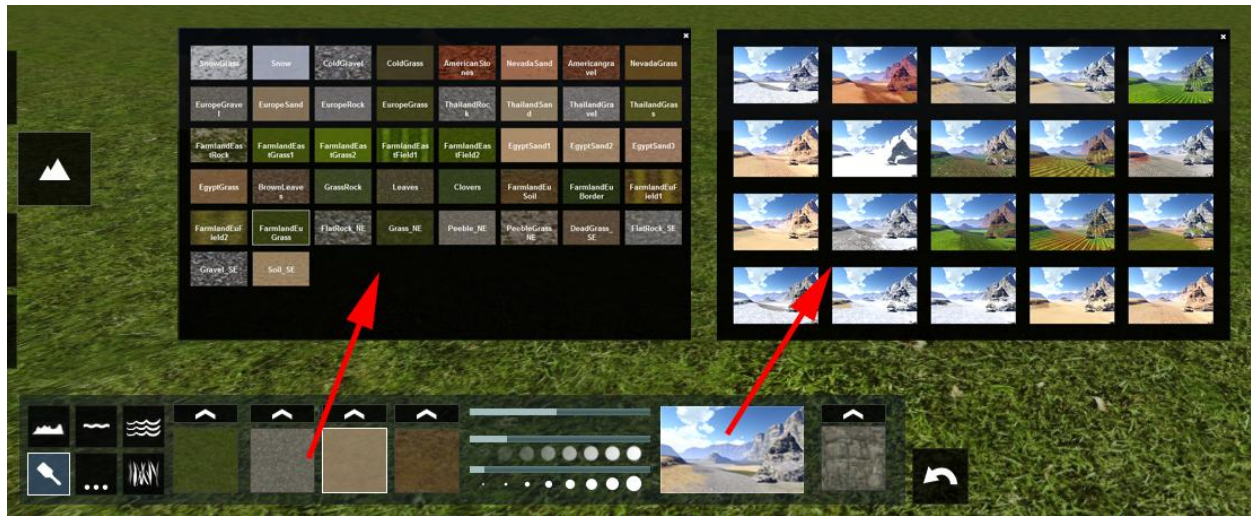 SnowGrass
Snow
ColdGravel
ColdGrass
AmericanSto
nes
NevadaSand
Americangra
vel
NevadaGrass
EuropeGrave
l
EuropeSand
EuropeRock
EuropeGrass
ThailandRoc
k
ThailandSan
d
ThailandGra
vel
ThailandGras
s
FarmlandEas
tRock
FarmlandEas
tGrass1
FarmlandEas
tGrass2
FarmlandEas
tField1
FarmlandEas
tField2
EgyptSand1
EgyptSand2
EgyptSand3
EgyptGrass
BrownLeave
s
GrassRock
Leaves
Clovers
FarmlandEu
Soil
FarmlandEu
Border
FarmlandEuF
ield1
FarmlandEuF
ield2
FarmlandEu
Grass
FlatRock_NE
Grass_NE
Peeble_NE
PeebleGrass_
NE
DeadGrass_
SE
FlatRock_SE
Gravel_SE
Soil_SE